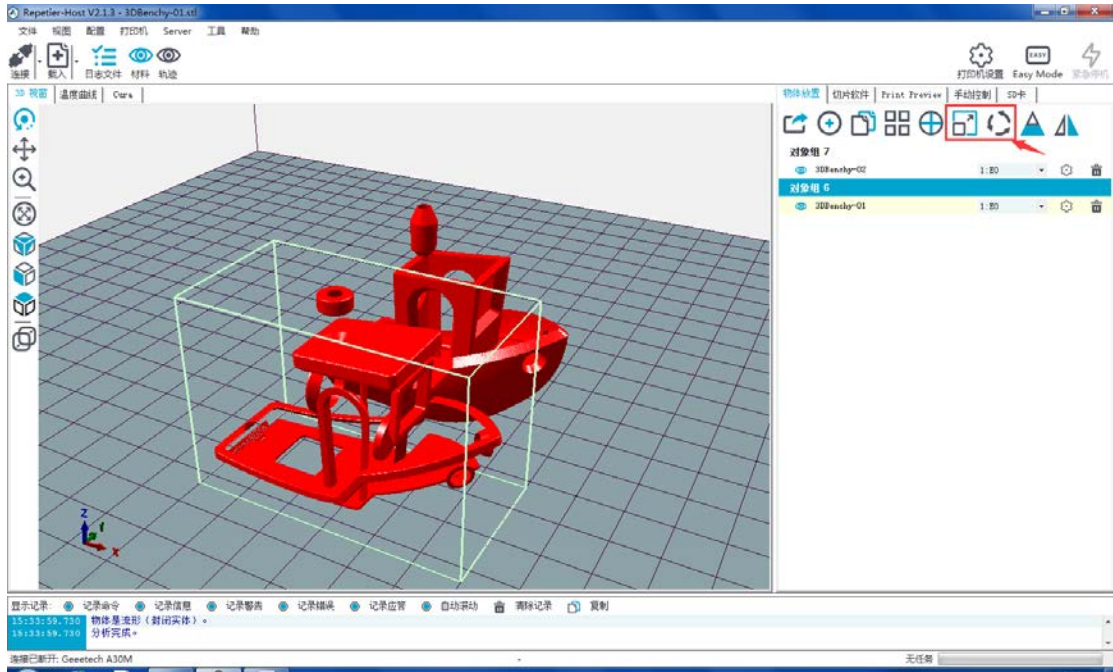 Repetier-Host V2.1.3 - 3DBenchy-01.stl
文件 视图 配置 打印机 Server 工具 帮助
连接 载入 日志文件 材料 轨迹 打印机设置 EASY Easy Mode 紧急停机
3D 视窗 温度曲线 Cura
物体放置 切片软件 Print Preview 手动控制 SD卡
对象组 7
3DBenchy-02 1:E0
对象组 6
3DBenchy-01 1:E0
Z
Y
X
显示记录: 记录命令 记录信息 记录警告 记录错误 记录应答 自动滚动 清除记录 复制
15:33:59.730 物体是流形（封闭实体）。
15:33:59.730 分析完成。
连接已断开: Geeetech A30M - 无任务